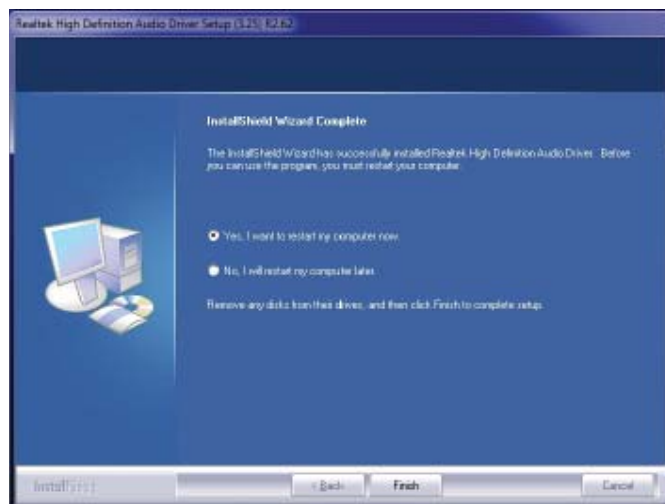 Realtek High Definition Audio Driver Setup (3.25) R2.62
InstallShield Wizard Complete
The InstallShield Wizard has successfully installed Realtek High Definition Audio Driver. Before
you can use the program, you must restart your computer.
Yes, I want to restart my computer now.
No, I will restart my computer later.
Remove any disks from their drives, and then click Finish to complete setup.
InstallShield
< Back
Finish
Cancel